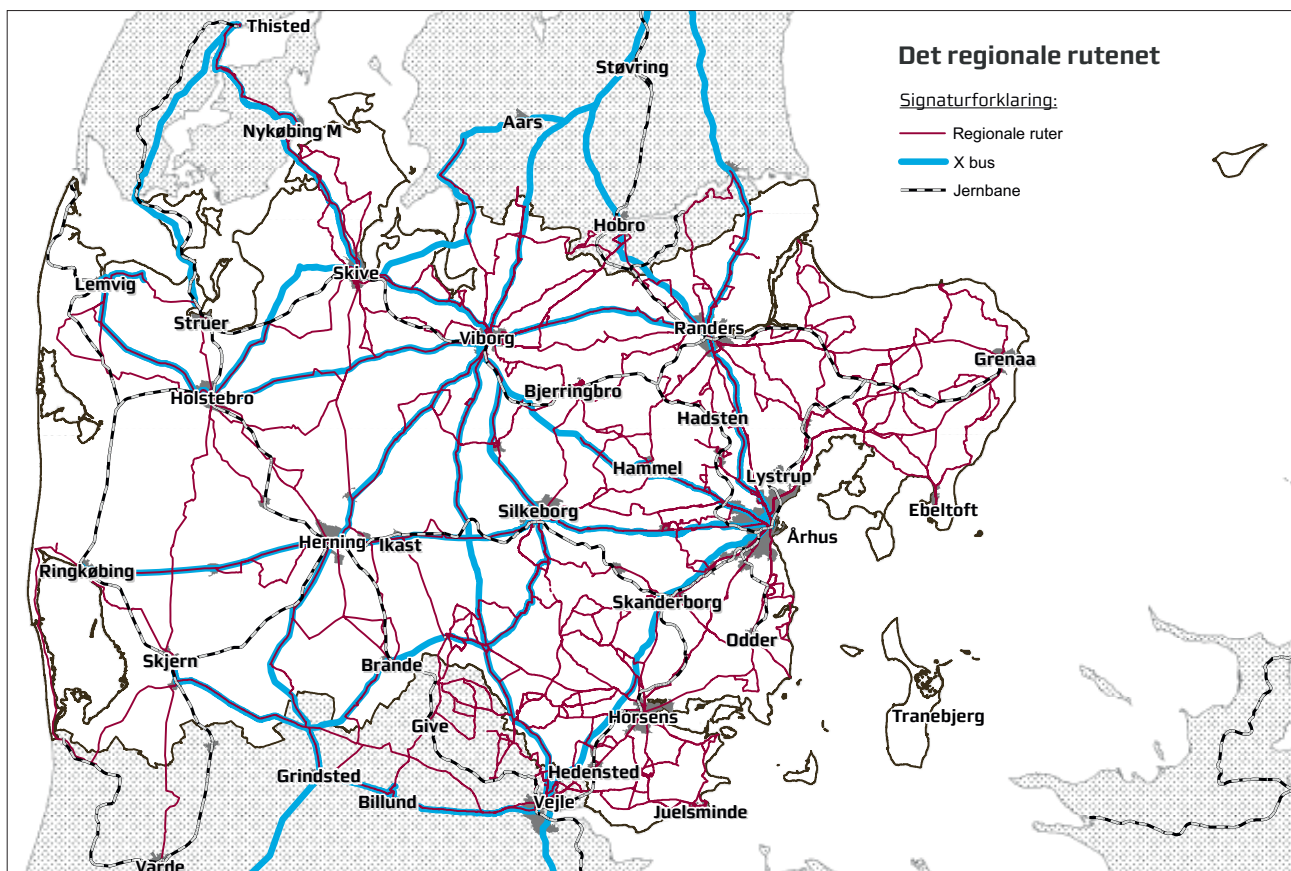 Thisted
Støvring
Det regionale rutenet
Signaturforklaring:
Nykøbing M
Aars
Regionale ruter
X bus
Jernbane
Hobro
Skive
Lemvig
Struer
Viborg
Randers
Grenaa
Holstebro
Bjerringbro
Hadsten
Hammel
Lystrup
Silkeborg
Ebeltoft
Herning
Ikast
Århus
Ringkøbing
Skanderborg
Odder
Skjern
Brande
Give
Horsens
Tranebjerg
Grindsted
Hedensted
Billund
Vejle
Juelsminde
Varde